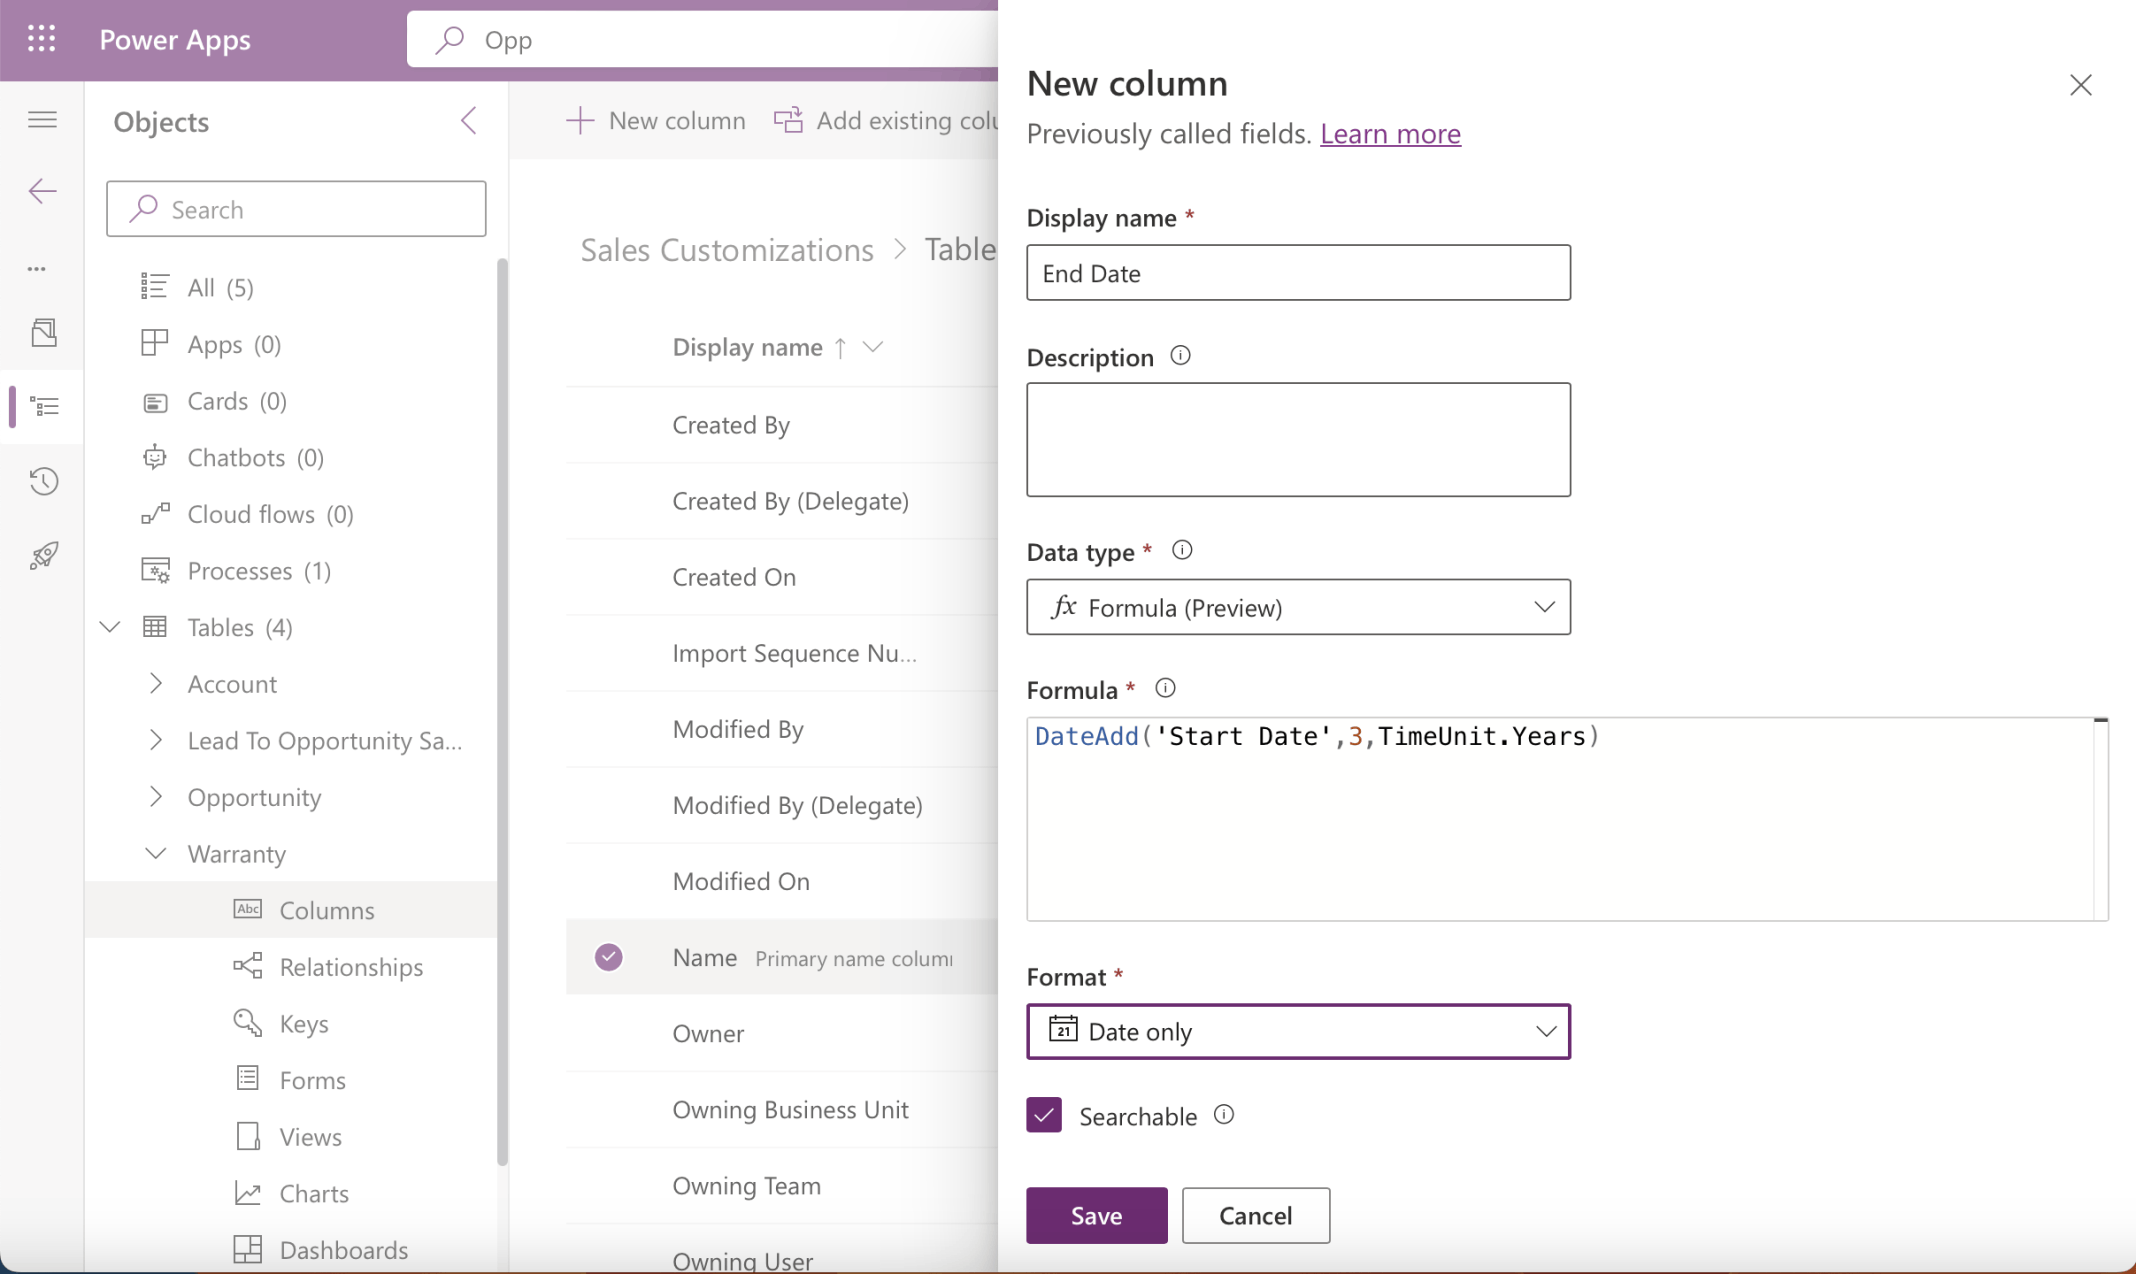 Power Apps
Opp
Objects
Search
All (5)
Apps (0)
Cards (0)
Chatbots (0)
Cloud flows (0)
Processes (1)
Tables (4)
Account
Lead To Opportunity Sa...
Opportunity
Warranty
Abc Columns
Relationships
Keys
Forms
Views
Charts
Dashboards
New column
Add existing colu
Sales Customizations > Table
Display name ↑
Created By
Created By (Delegate)
Created On
Import Sequence Nu...
Modified By
Modified By (Delegate)
Modified On
Name Primary name colum
Owner
Owning Business Unit
Owning Team
Owning User
New column
Previously called fields. Learn more
Display name *
End Date
Description
Data type *
fx Formula (Preview)
Formula *
DateAdd('Start Date',3,TimeUnit.Years)
Format *
21 Date only
Searchable
Save
Cancel